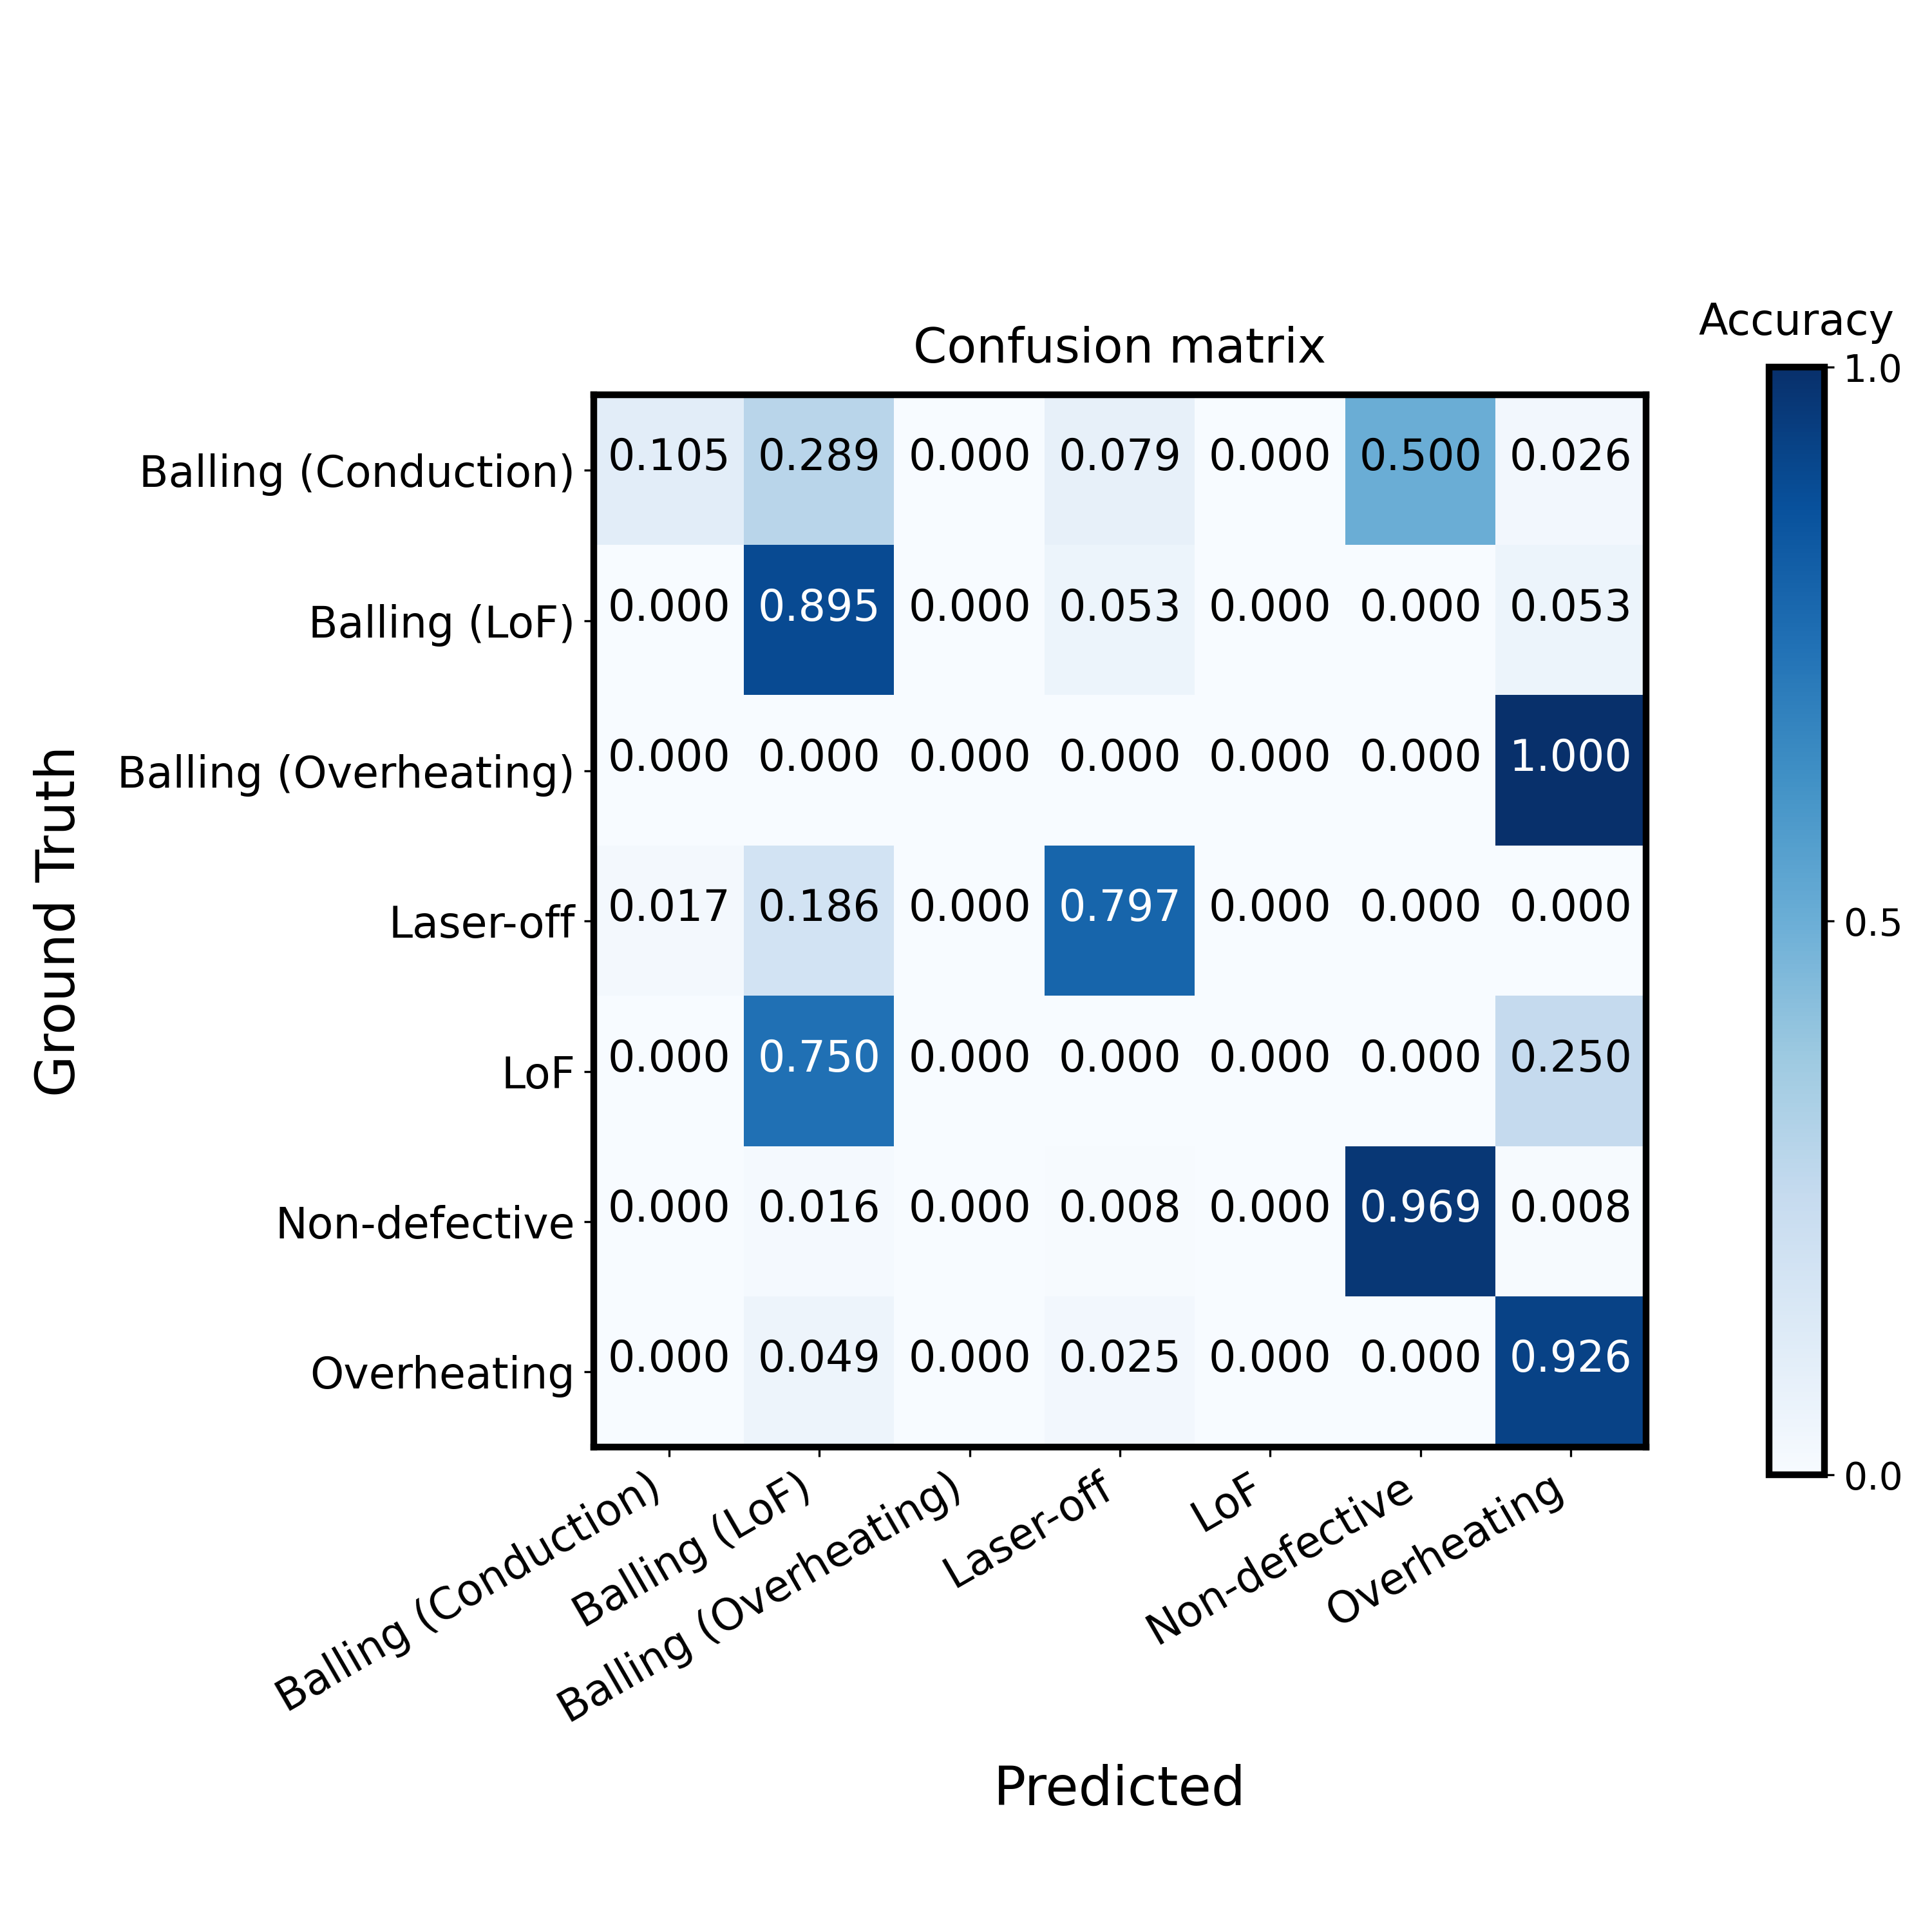 Accuracy
Confusion matrix
1.0
0.5
0.0
Ground Truth
Balling (Conduction) 0.105 0.289 0.000 0.079 0.000 0.500 0.026
Balling (LoF) 0.000 0.895 0.000 0.053 0.000 0.000 0.053
Balling (Overheating) 0.000 0.000 0.000 0.000 0.000 0.000 1.000
Laser-off 0.017 0.186 0.000 0.797 0.000 0.000 0.000
LoF 0.000 0.750 0.000 0.000 0.000 0.000 0.250
Non-defective 0.000 0.016 0.000 0.008 0.000 0.969 0.008
Overheating 0.000 0.049 0.000 0.025 0.000 0.000 0.926
Balling (Conduction)
Balling (LoF)
Balling (Overheating)
Laser-off
LoF
Non-defective
Overheating
Predicted